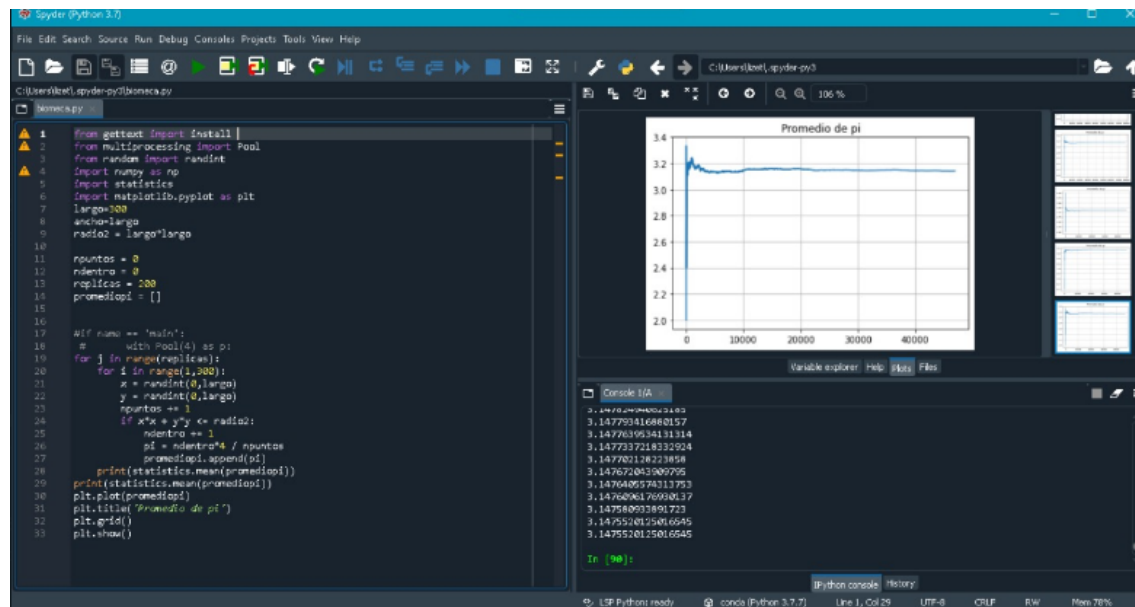 Spyder (Python 3.7)
File Edit Search Source Run Debug Consoles Projects Tools View Help
C:\Users\lizet\.spyder-py3
C:\Users\lizet\.spyder-py3\biomeca.py
biomeca.py
1 from gettext import install
2 from multiprocessing import Pool
3 from random import randint
4 import numpy as np
5 import statistics
6 import matplotlib.pyplot as plt
7 largo=300
8 ancho=largo
9 radio2 = largo*largo
10
11 npuntos = 0
12 ndentro = 0
13 replicas = 200
14 promediopi = []
15
16
17 #if name == 'main':
18 # with Pool(4) as p:
19 for j in range(replicas):
20 for i in range(1,300):
21 x = randint(0,largo)
22 y = randint(0,largo)
23 npuntos += 1
24 if x*x + y*y <= radio2:
25 ndentro += 1
26 pi = ndentro*4 / npuntos
27 promediopi.append(pi)
28 print(statistics.mean(promediopi))
29 print(statistics.mean(promediopi))
30 plt.plot(promediopi)
31 plt.title('Promedio de pi')
32 plt.grid()
33 plt.show()
106 %
Promedio de pi
3.4
3.2
3.0
2.8
2.6
2.4
2.2
2.0
0 10000 20000 30000 40000
Variable explorer Help Plots Files
Console 1/A
3.147793416880157
3.1477639534131314
3.1477337218332924
3.147702128223858
3.147672043909795
3.1476405574313753
3.1476096176930137
3.147580933891723
3.1475520125016545
3.1475520125016545
In [90]:
IPython console History
LSP Python: ready conda (Python 3.7.7) Line 1, Col 29 UTF-8 CRLF RW Mem 78%